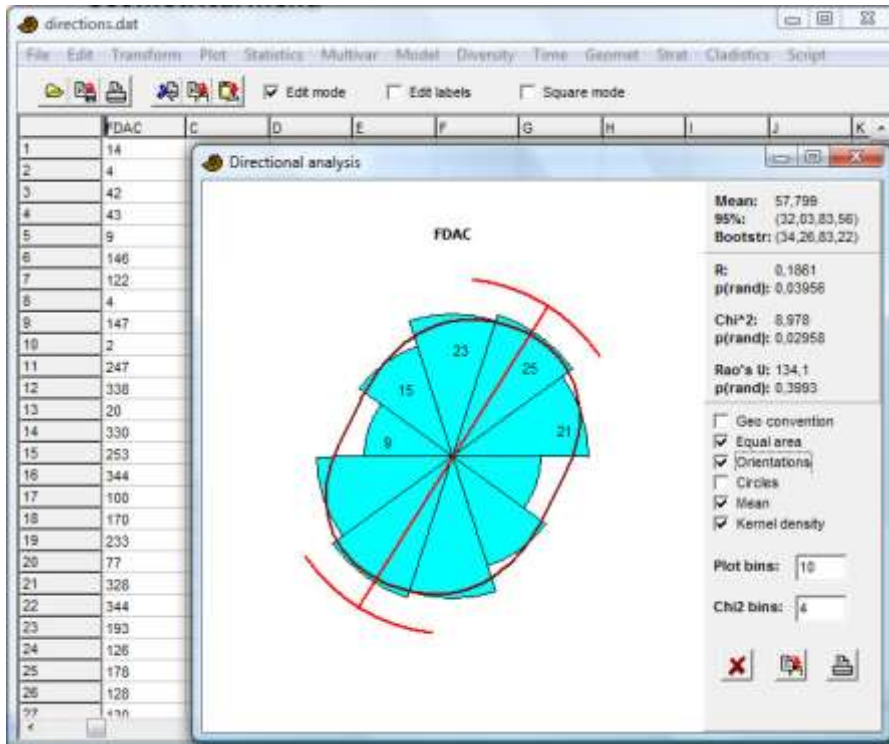 directions.dat
File Edit Transform Plot Statistics Multivar Model Diversity Time Geomet Strat Cladistics Script
Edit mode Edit labels Square mode
FDAC C D E F G H I J K
1 14
2 4
3 42
4 43
5 9
6 146
7 122
8 4
9 147
10 2
11 247
12 338
13 20
14 330
15 253
16 344
17 100
18 170
19 233
20 77
21 328
22 344
23 193
24 126
25 178
26 128
27 130
Directional analysis
FDAC
23
25
15
21
9
Mean: 57,799
95%: (32,03,83,56)
Bootstr: (34,26,83,22)
R: 0,1861
p(rand): 0,03956
Chi^2: 8,978
p(rand): 0,02958
Rao's U: 134,1
p(rand): 0,3993
Geo convention
Equal area
Orientations
Circles
Mean
Kernel density
Plot bins: 10
Chi2 bins: 4